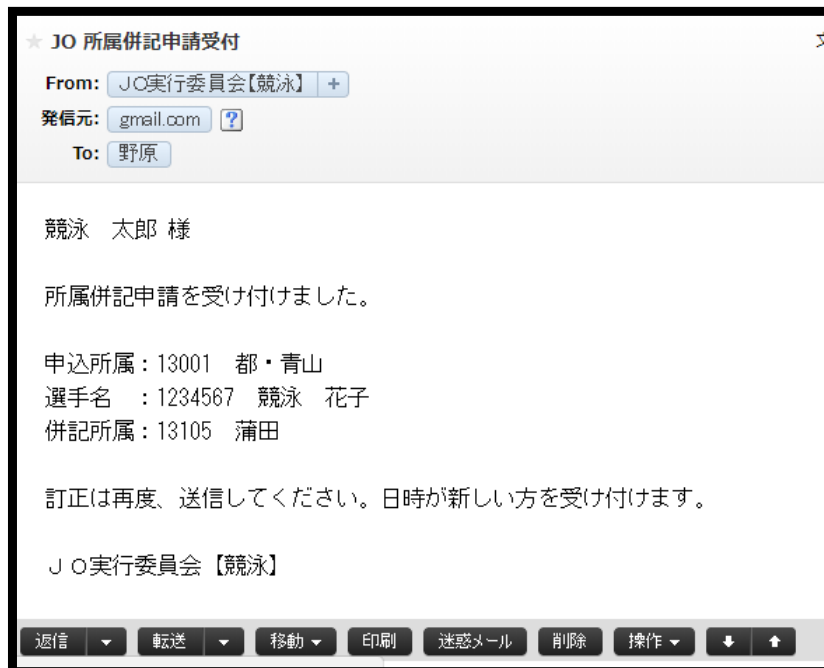 JO 所属併記申請受付
From: JO実行委員会【競泳】 +
発信元: gmail.com ?
To: 野原
競泳　太郎 様
所属併記申請を受け付けました。
申込所属：13001　都・青山
選手名　：1234567　競泳　花子
併記所属：13105　蒲田
訂正は再度、送信してください。日時が新しい方を受け付けます。
ＪＯ実行委員会【競泳】
返信 転送 移動 印刷 迷惑メール 削除 操作